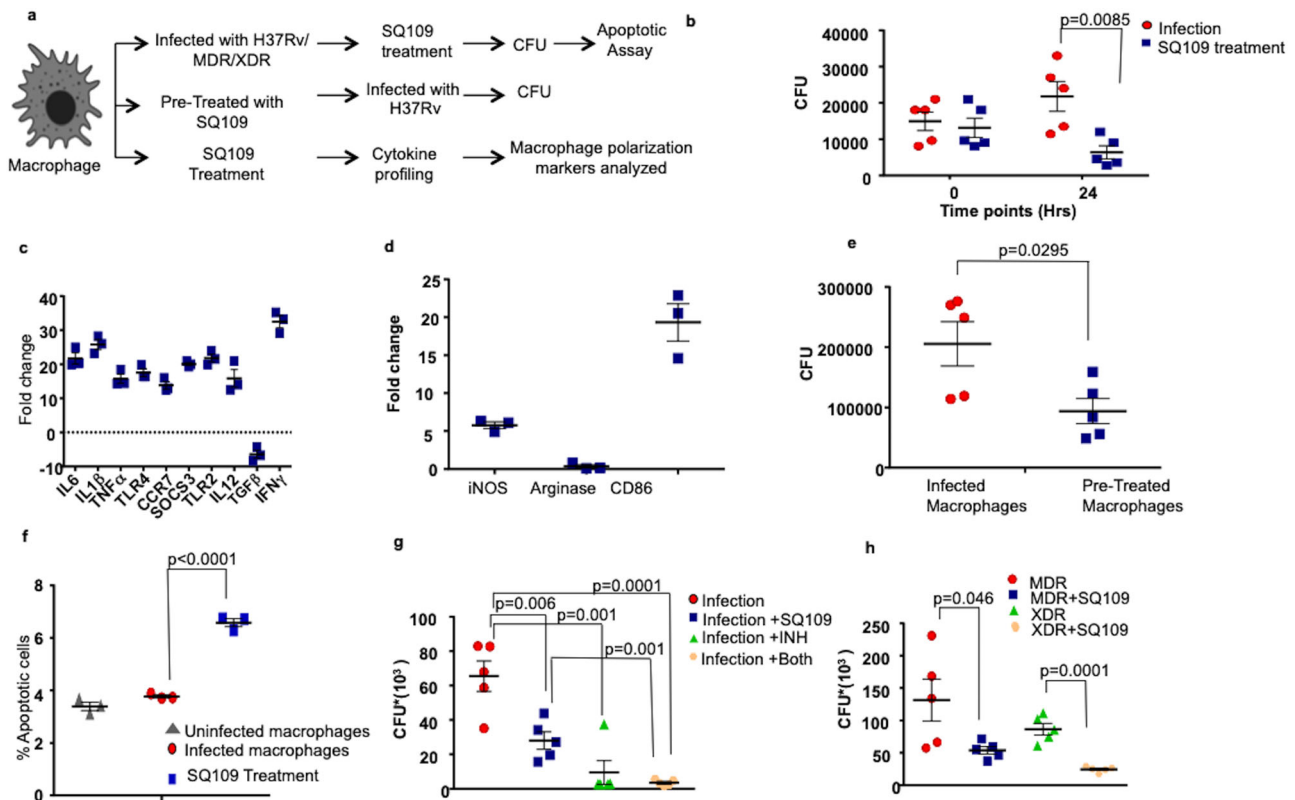 a
Infected with H37Rv/
MDR/XDR
SQ109
treatment
CFU
Apoptotic
Assay
Pre-Treated with
SQ109
Infected with
H37Rv
CFU
Macrophage
SQ109
Treatment
Cytokine
profiling
Macrophage polarization
markers analyzed
b
p=0.0085
Infection
SQ109 treatment
CFU
40000
30000
20000
10000
0
0
24
Time points (Hrs)
c
Fold change
40
30
20
10
0
-10
IL6
IL1β
TNFα
TLR4
CCR7
SOCS3
TLR2
IL12
TGFβ
IFNγ
d
Fold change
25
20
15
10
5
0
iNOS
Arginase
CD86
e
p=0.0295
CFU
300000
200000
100000
0
Infected
Macrophages
Pre-Treated
Macrophages
f
p<0.0001
% Apoptotic cells
8
6
4
2
0
Uninfected macrophages
Infected macrophages
SQ109 Treatment
g
p=0.0001
p=0.006
p=0.001
p=0.001
Infection
Infection +SQ109
Infection +INH
Infection +Both
CFU*(10³)
100
80
60
40
20
0
h
MDR
MDR+SQ109
XDR
XDR+SQ109
p=0.046
p=0.0001
CFU*(10³)
250
200
150
100
50
0